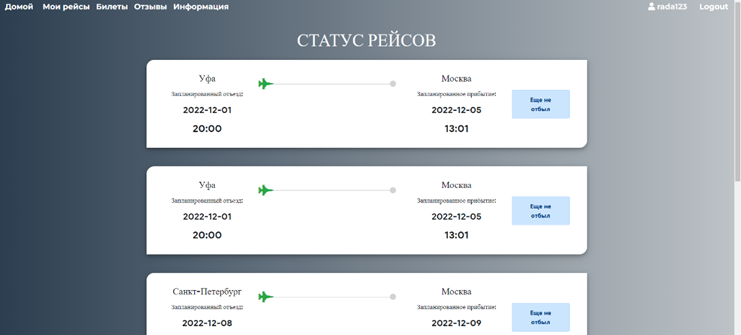 Домой Мои рейсы Билеты Отзывы Информация rada123 Logout
СТАТУС РЕЙСОВ
Уфа Москва
Запланированный отъезд: Запланированное прибытие:
2022-12-01 2022-12-05
20:00 13:01
Еще не
отбыл
Уфа Москва
Запланированный отъезд: Запланированное прибытие:
2022-12-01 2022-12-05
20:00 13:01
Еще не
отбыл
Санкт-Петербург Москва
Запланированный отъезд: Запланированное прибытие:
2022-12-08 2022-12-09
Еще не
отбыл